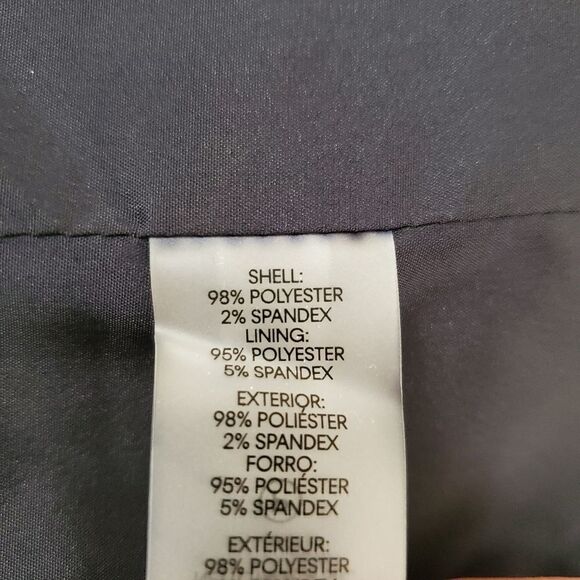 SHELL:
98% POLYESTER
2% SPANDEX
LINING:
95% POLYESTER
5% SPANDEX
EXTERIOR:
98% POLIÉSTER
2% SPANDEX
FORRO:
95% POLIÉSTER
5% SPANDEX
EXTÉRIEUR:
98% POLYESTER